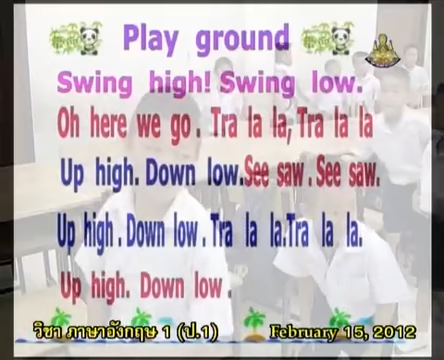 Play ground
Swing high! Swing low.
Oh here we go . Tra la la, Tra la la
Up high. Down low.See saw . See saw.
Up high . Down low . Tra la la.Tra la la.
Up high. Down low .
วิชา ภาษาอังกฤษ 1 (ป.1) February 15, 2012